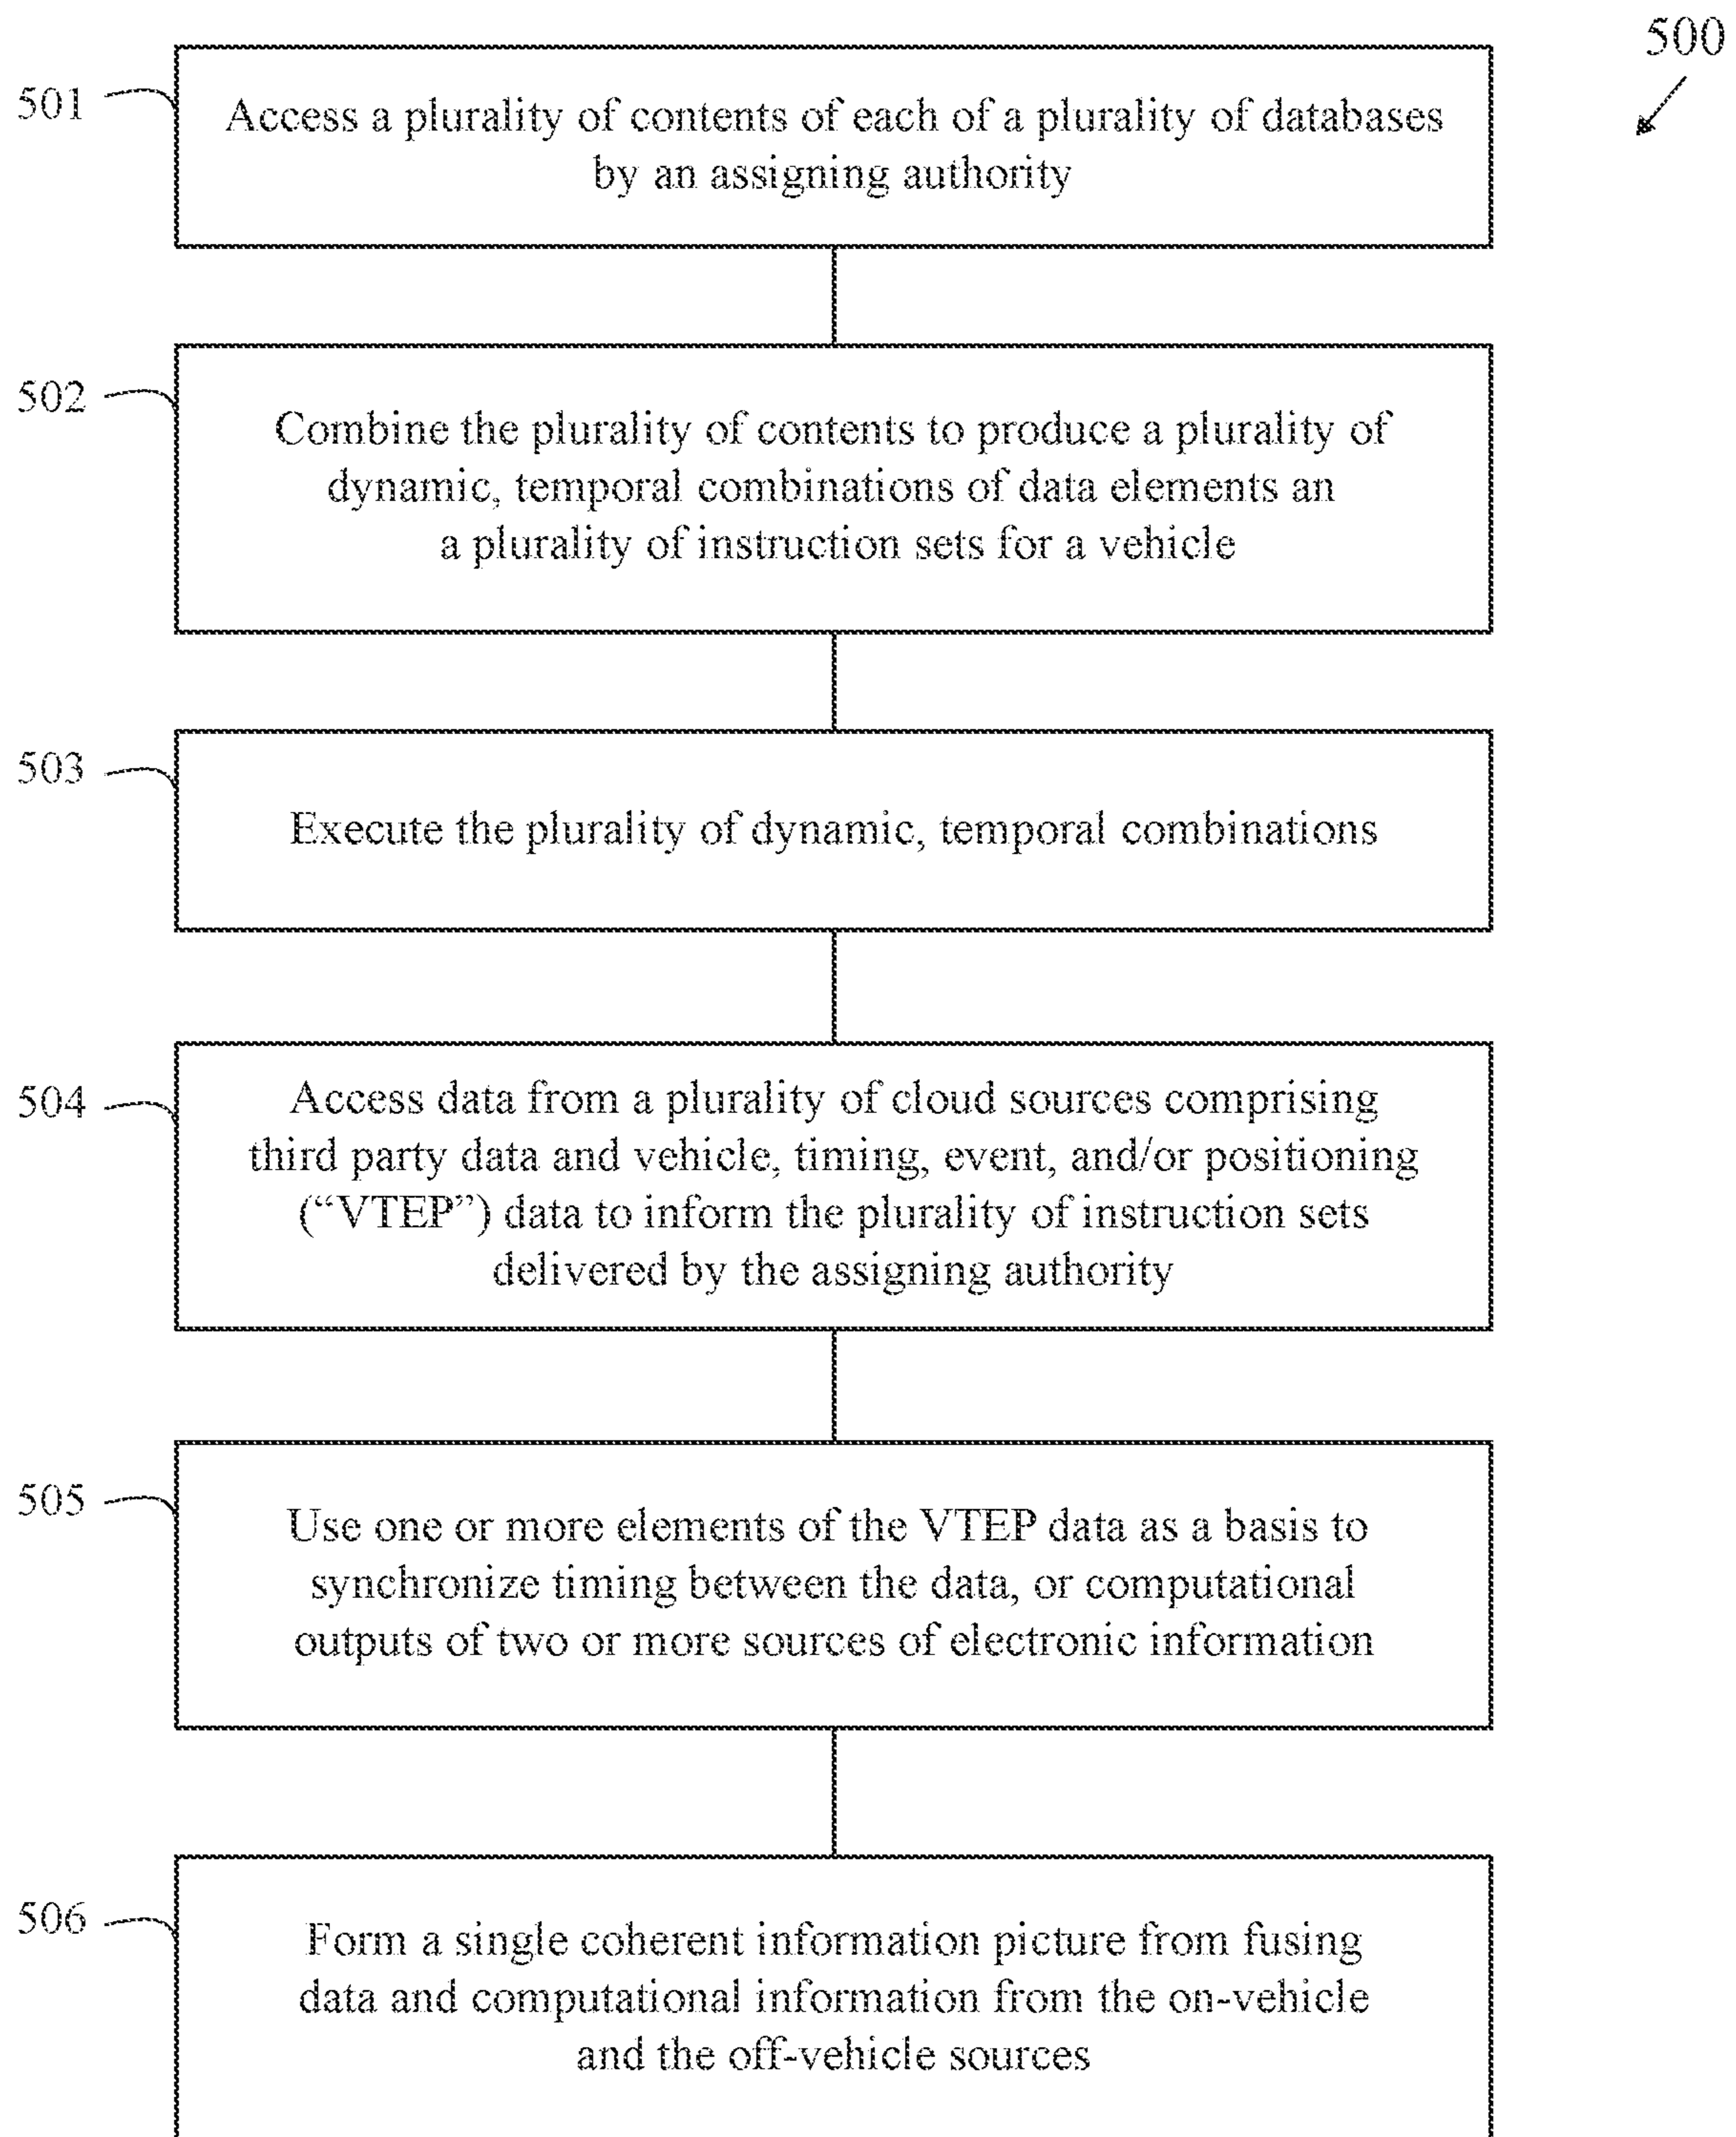 500
501
Access a plurality of contents of each of a plurality of databases
by an assigning authority
502
Combine the plurality of contents to produce a plurality of
dynamic, temporal combinations of data elements an
a plurality of instruction sets for a vehicle
503
Execute the plurality of dynamic, temporal combinations
504
Access data from a plurality of cloud sources comprising
third party data and vehicle, timing, event, and/or positioning
(“VTEP”) data to inform the plurality of instruction sets
delivered by the assigning authority
505
Use one or more elements of the VTEP data as a basis to
synchronize timing between the data, or computational
outputs of two or more sources of electronic information
506
Form a single coherent information picture from fusing
data and computational information from the on-vehicle
and the off-vehicle sources